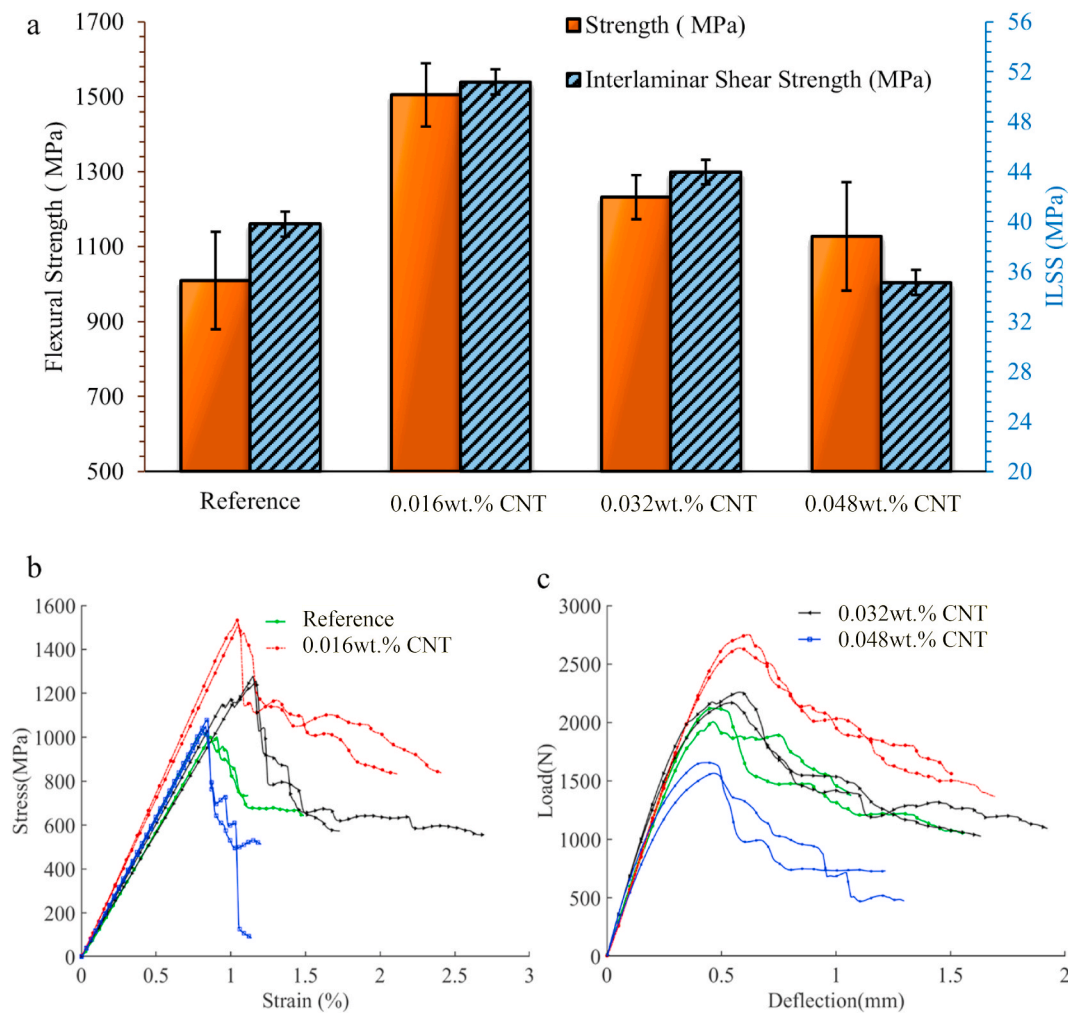 a
Strength ( MPa)
Interlaminar Shear Strength (MPa)
Flexural Strength ( MPa)
1700
1500
1300
1100
900
700
500
ILSS (MPa)
56
52
48
44
40
36
32
28
24
20
Reference
0.016wt.% CNT
0.032wt.% CNT
0.048wt.% CNT
b
Reference
0.016wt.% CNT
Stress(MPa)
1600
1400
1200
1000
800
600
400
200
0
0 0.5 1 1.5 2 2.5 3
Strain (%)
c
0.032wt.% CNT
0.048wt.% CNT
Load(N)
3000
2500
2000
1500
1000
500
0
0 0.5 1 1.5 2
Deflection(mm)